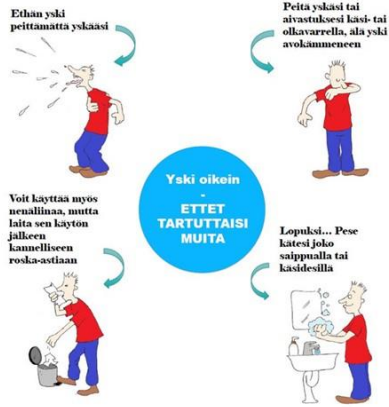 Ethän yski
peittämättä yskääsi
Peitä yskäsi tai
aivastuksesi käsi- tai
olkavarrella, älä yski
avokämmeneen
Yski oikein
-
ETTET
TARTUTTAISI
MUITA
Voit käyttää myös
nenäliinaa, mutta
laita sen käytön
jälkeen
kannelliseen
roska-astiaan
Lopuksi... Pese
kätesi joko
saippualla tai
käsidesillä